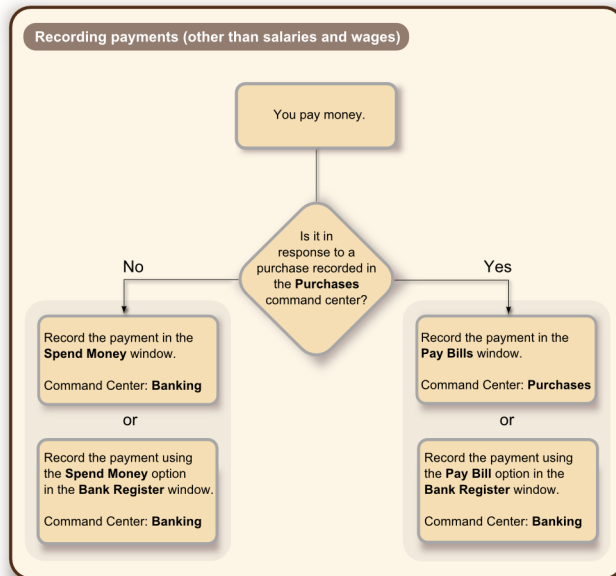 Recording payments (other than salaries and wages)
You pay money.
Is it in
response to a
purchase recorded in
the Purchases
command center?
No
Yes
Record the payment in the
Spend Money window.
Command Center: Banking
or
Record the payment using
the Spend Money option
in the Bank Register window.
Command Center: Banking
Record the payment in the
Pay Bills window.
Command Center: Purchases
or
Record the payment using
the Pay Bill option in the
Bank Register window.
Command Center: Banking